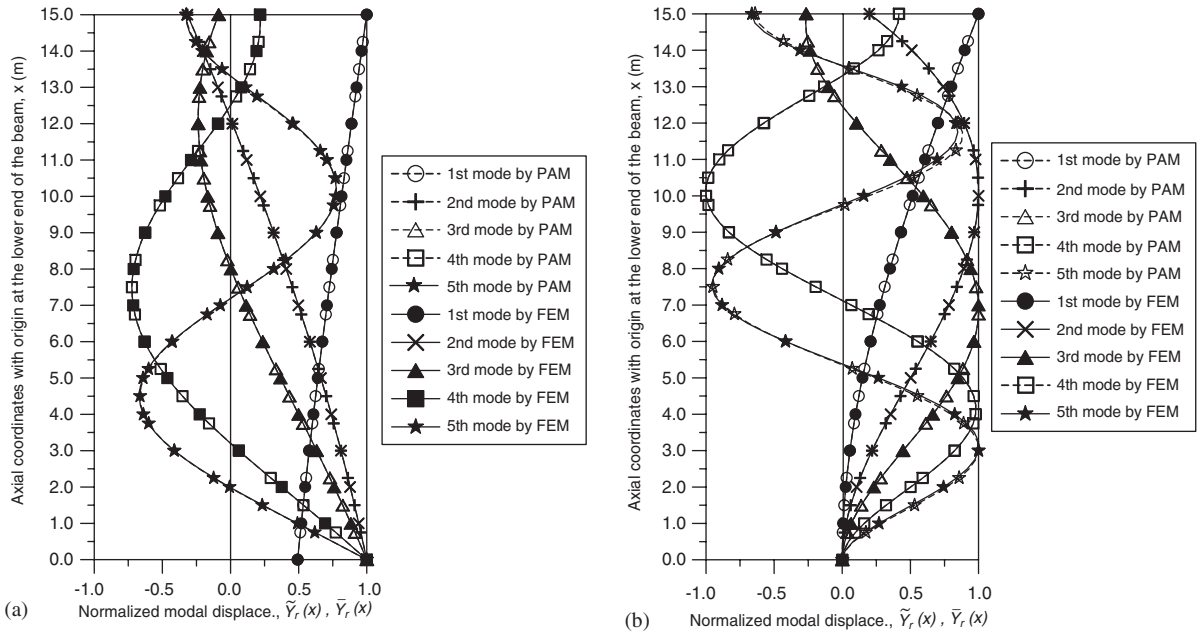 Axial coordinates with origin at the lower end of the beam, x (m)
15.0
14.0
13.0
12.0
11.0
10.0
9.0
8.0
7.0
6.0
5.0
4.0
3.0
2.0
1.0
0.0
-1.0 -0.5 0.0 0.5 1.0
(a) Normalized modal displace., Ỹr (x) , Ȳr (x)
1st mode by PAM
2nd mode by PAM
3rd mode by PAM
4th mode by PAM
5th mode by PAM
1st mode by FEM
2nd mode by FEM
3rd mode by FEM
4th mode by FEM
5th mode by FEM
Axial coordinates with origin at the lower end of the beam, x (m)
15.0
14.0
13.0
12.0
11.0
10.0
9.0
8.0
7.0
6.0
5.0
4.0
3.0
2.0
1.0
0.0
-1.0 -0.5 0.0 0.5 1.0
(b) Normalized modal displace., Ỹr (x) , Ȳr (x)
1st mode by PAM
2nd mode by PAM
3rd mode by PAM
4th mode by PAM
5th mode by PAM
1st mode by FEM
2nd mode by FEM
3rd mode by FEM
4th mode by FEM
5th mode by FEM